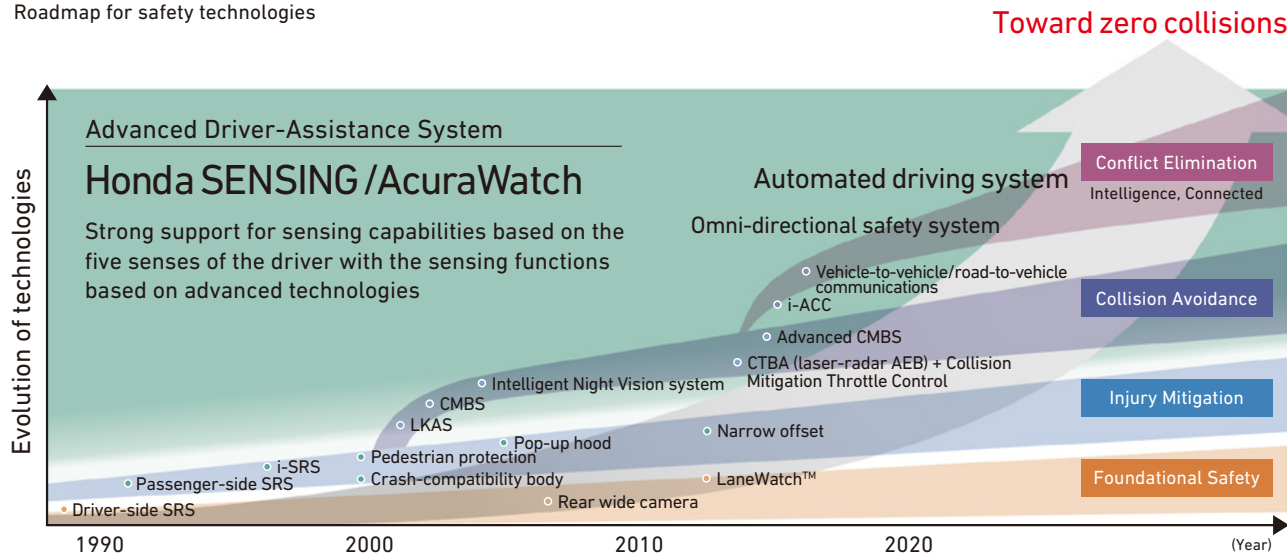 Roadmap for safety technologies
Toward zero collisions
Evolution of technologies
Advanced Driver-Assistance System
Honda SENSING /AcuraWatch
Strong support for sensing capabilities based on the
five senses of the driver with the sensing functions
based on advanced technologies
Automated driving system
Omni-directional safety system
Conflict Elimination
Intelligence, Connected
Vehicle-to-vehicle/road-to-vehicle
communications
i-ACC
Collision Avoidance
Advanced CMBS
CTBA (laser-radar AEB) + Collision
Mitigation Throttle Control
Intelligent Night Vision system
CMBS
LKAS
Injury Mitigation
Narrow offset
Pop-up hood
Pedestrian protection
Crash-compatibility body
i-SRS
Passenger-side SRS
Foundational Safety
LaneWatch™
Rear wide camera
Driver-side SRS
1990
2000
2010
2020
(Year)